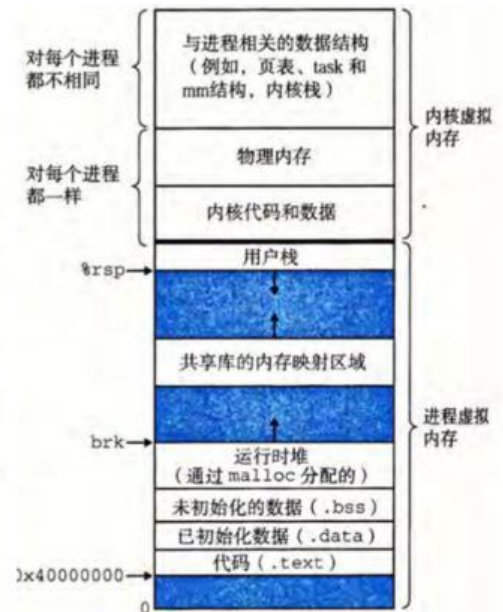 对每个进程
都不相同
与进程相关的数据结构
(例如,页表、task 和
mm结构,内核栈)
内核虚拟
内存
对每个进程
都一样
物理内存
内核代码和数据
用户栈
%rsp
共享库的内存映射区域
进程虚拟
内存
brk
运行时堆
(通过 malloc 分配的)
未初始化的数据(.bss)
已初始化数据(.data)
代码(.text)
0x40000000
0